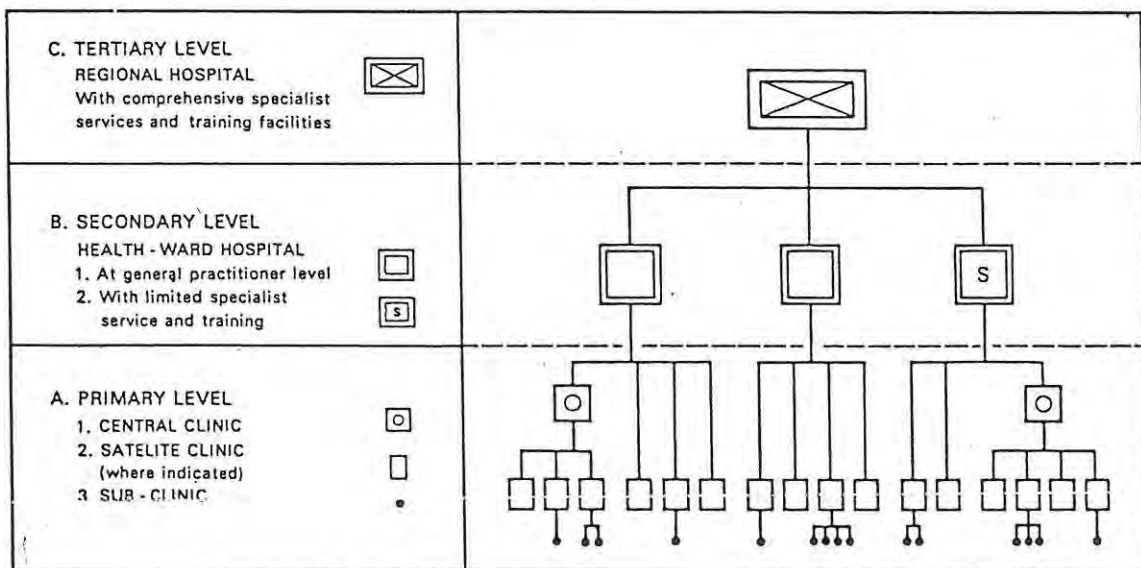 C. TERTIARY LEVEL
REGIONAL HOSPITAL
With comprehensive specialist
services and training facilities
B. SECONDARY LEVEL
HEALTH - WARD HOSPITAL
1. At general practitioner level
2. With limited specialist
service and training
S
S
A. PRIMARY LEVEL
1. CENTRAL CLINIC
2. SATELITE CLINIC
(where indicated)
3 SUB - CLINIC